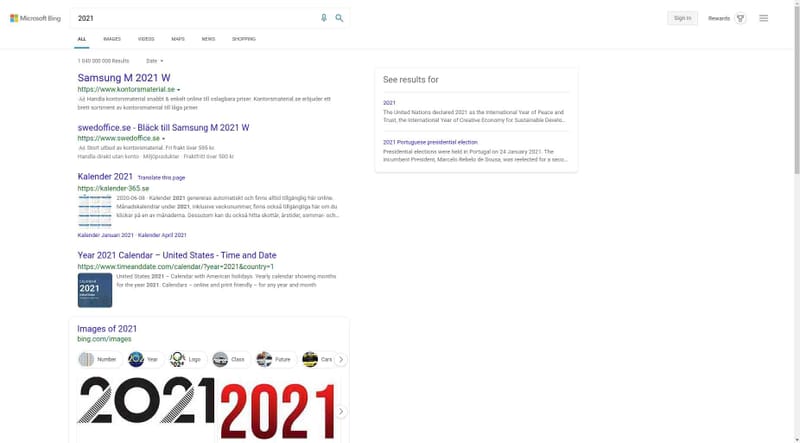 Microsoft Bing
2021
Sign in
Rewards
ALL IMAGES VIDEOS MAPS NEWS SHOPPING
1 040 000 000 Results Date
Samsung M 2021 W
https://www.kontorsmaterial.se
Ad Handla kontorsmaterial snabbt & enkelt online till oslagbara priser. Kontorsmaterial.se erbjuder ett
brett sortiment av kontorsmaterial till låga priser
swedoffice.se - Bläck till Samsung M 2021 W
https://www.swedoffice.se
Ad Stort utbud av kontorsmaterial. Fri frakt över 595 kr.
Handla direkt utan konto · Miljöprodukter · Fraktfritt över 500 kr
Kalender 2021 Translate this page
https://kalender-365.se
2020-06-08 · Kalender 2021 genereras automatiskt och finns alltid tillgänglig här online.
Månadskalendrar under 2021, inklusive veckonummer, finns också tillgängliga här om du
klickar på en av månaderna. Dessutom kan du också hitta skottår, årstider, sommar- och...
Kalender Januari 2021 · Kalender April 2021
Year 2021 Calendar – United States - Time and Date
https://www.timeanddate.com/calendar/?year=2021&country=1
CALENDAR
2021
United States 2021 – Calendar with American holidays. Yearly calendar showing months
for the year 2021. Calendars – online and print friendly – for any year and month
Images of 2021
bing.com/images
Number Year Logo Class Future Cars
2021 2021
See results for
2021
The United Nations declared 2021 as the International Year of Peace and
Trust, the International Year of Creative Economy for Sustainable Develo...
2021 Portuguese presidential election
Presidential elections were held in Portugal on 24 January 2021. The
incumbent President, Marcelo Rebelo de Sousa, was reelected for a seco...